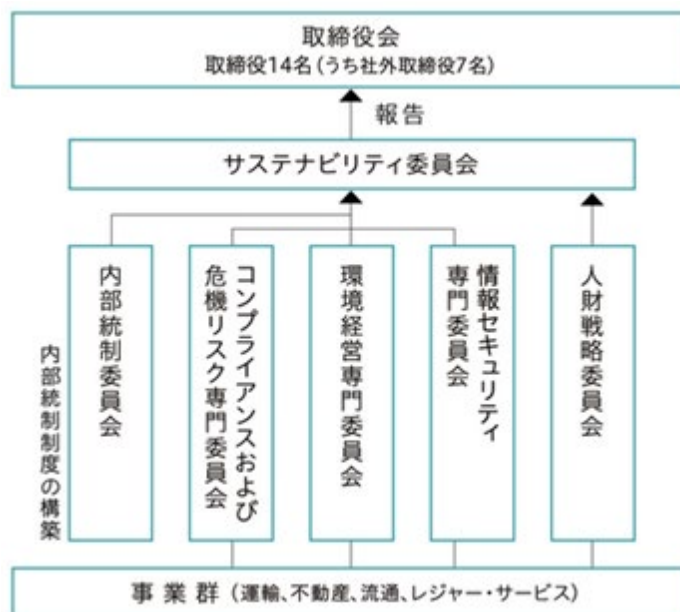 取締役会
取締役14名(うち社外取締役7名)
報告
サステナビリティ委員会
内部統制制度の構築
内部統制委員会
コンプライアンスおよび
危機リスク専門委員会
環境経営専門委員会
情報セキュリティ
専門委員会
人財戦略委員会
事業群(運輸、不動産、流通、レジャー・サービス)